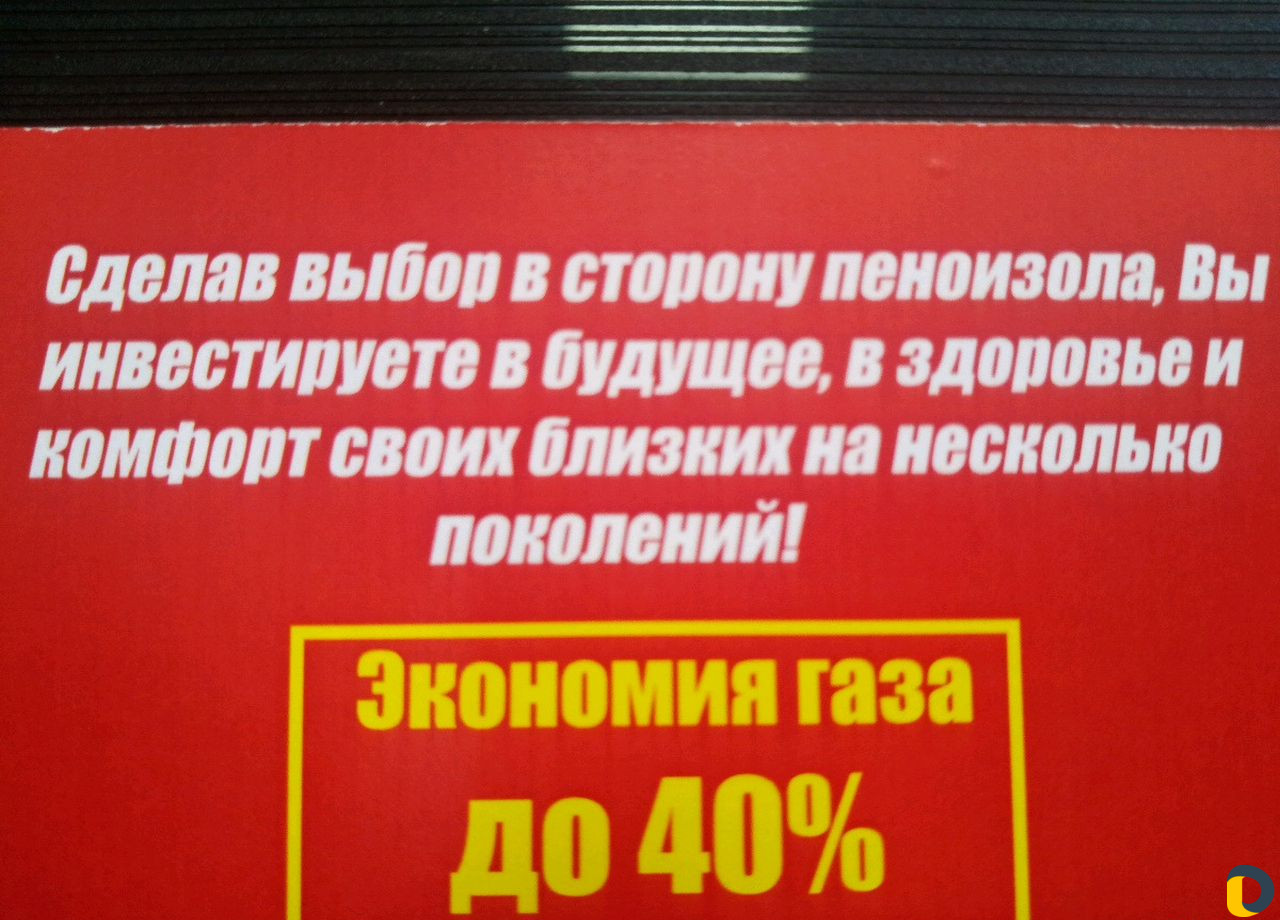 Сделав выбор в сторону пеноизола, Вы
инвестируете в будущее, в здоровье и
комфорт своих близких на несколько
поколений!
Экономия газа
до 40%